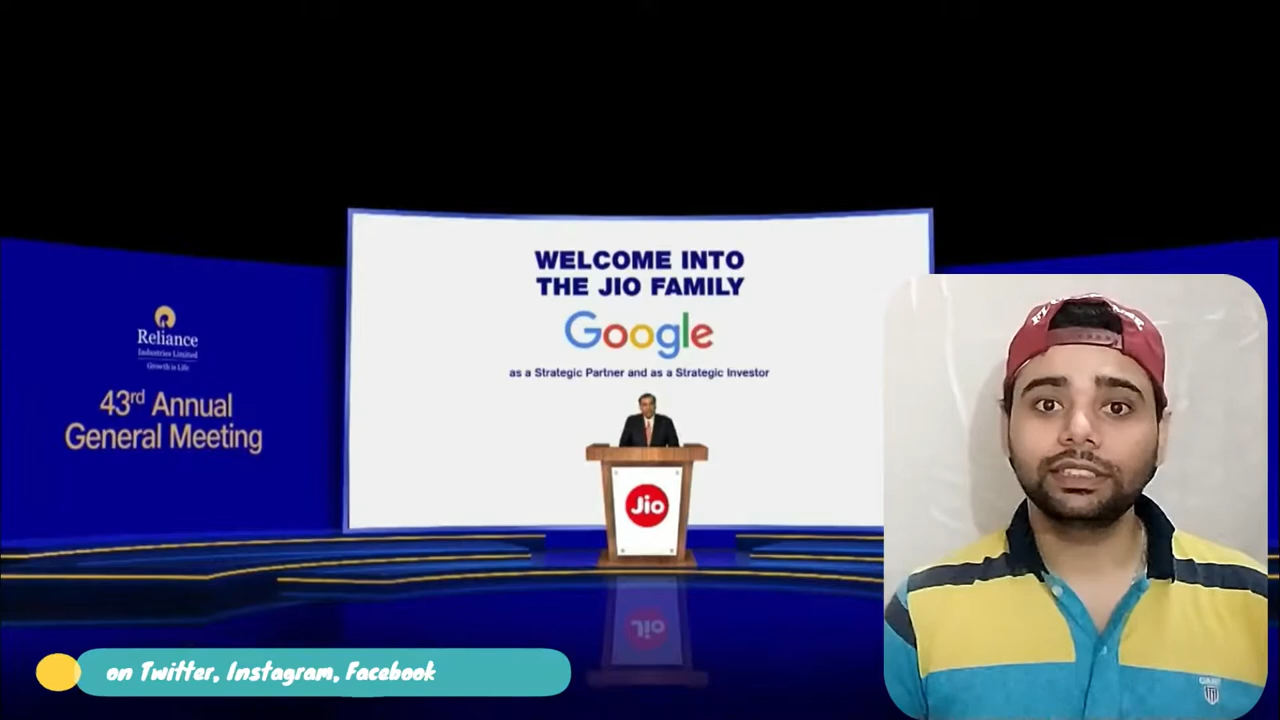 WELCOME INTO
THE JIO FAMILY
Google
as a Strategic Partner and as a Strategic Investor
Reliance
Industries Limited
Growth is Life
43rd Annual
General Meeting
Jio
on Twitter, Instagram, Facebook